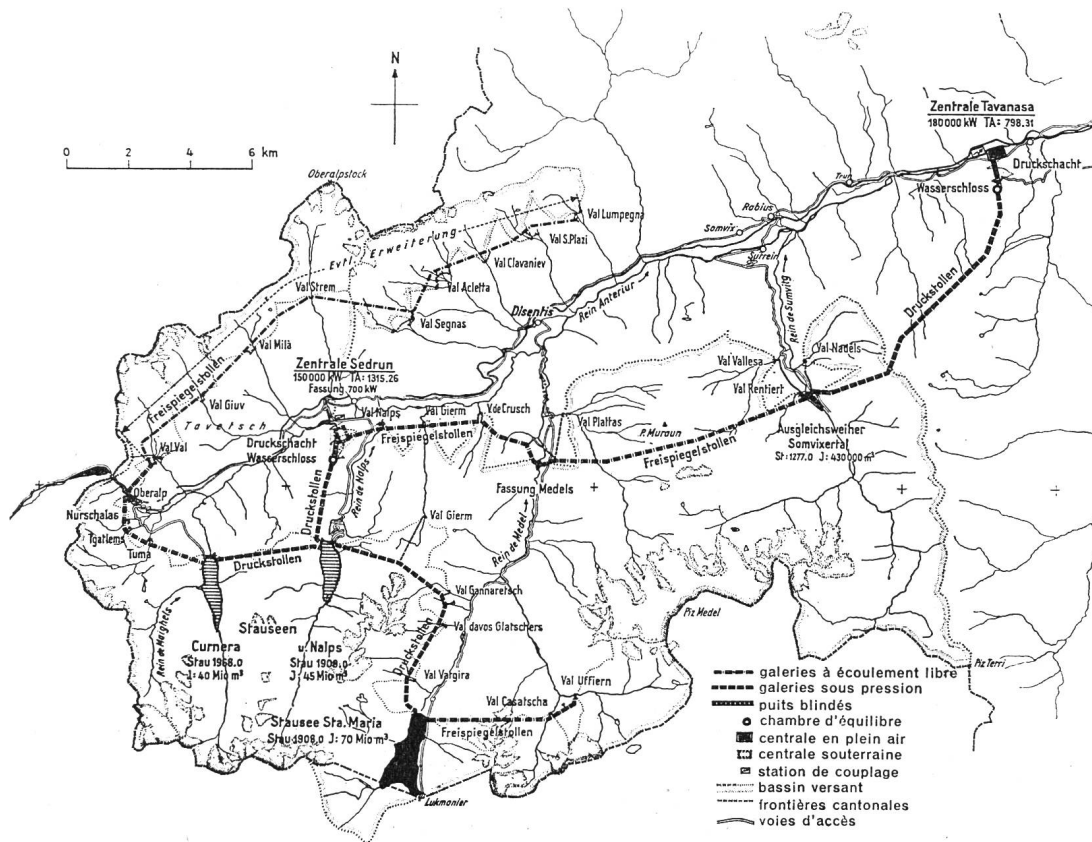 N
0 2 4 6 km
Zentrale Tavanasa
180 000 kW TA: 798.31
Druckschacht
Wasserschloss
Oberalpstock
Trun
Rabius
Somvix
Surrein
Val Lumpegna
Val S. Plazi
Val Clavaniev
Evtl. Erweiterung
Val Acletta
Val Strem
Val Segnas
Disentis
Rein Anteriur
Rein de Sumvitg
Druckstollen
Val Milà
Val Nadels
Val Vallesa
Val Rentiert
Zentrale Sedrun
150 000 kW TA: 1315.26
Fassung 700 kW
Freispiegelstollen
Val Giuv
Tavetsch
Val Nalps
Val Gierm
V. de Crusch
Val Plattas
P. Muraun
Freispiegelstollen
Freispiegelstollen
Ausgleichsweiher
Somvixertal
St: 1277.0 J: 430 000 m³
Druckschacht
Wasserschloss
Val Val
Oberalp
Nurschalas
Tgatlems
Tuma
Druckstollen
Rein de Nalps
Fassung Medels
Val Gierm
Rein de Medel
Druckstollen
Val Gannaretsch
Val davos Glatschers
Druckstollen
Rein de Maighels
Stauseen
Curnera
Stau 1956.0
J: 40 Mio m³
u. Nalps
Stau 1908.0
J: 45 Mio m³
Val Vargira
Val Uffiern
Val Casatscha
Freispiegelstollen
Stausee Sta. Maria
Stau 1908.0 J: 70 Mio m³
Lukmanier
Piz Medel
Piz Terri
galeries à écoulement libre
galeries sous pression
puits blindés
chambre d'équilibre
centrale en plein air
centrale souterraine
station de couplage
bassin versant
frontières cantonales
voies d'accès